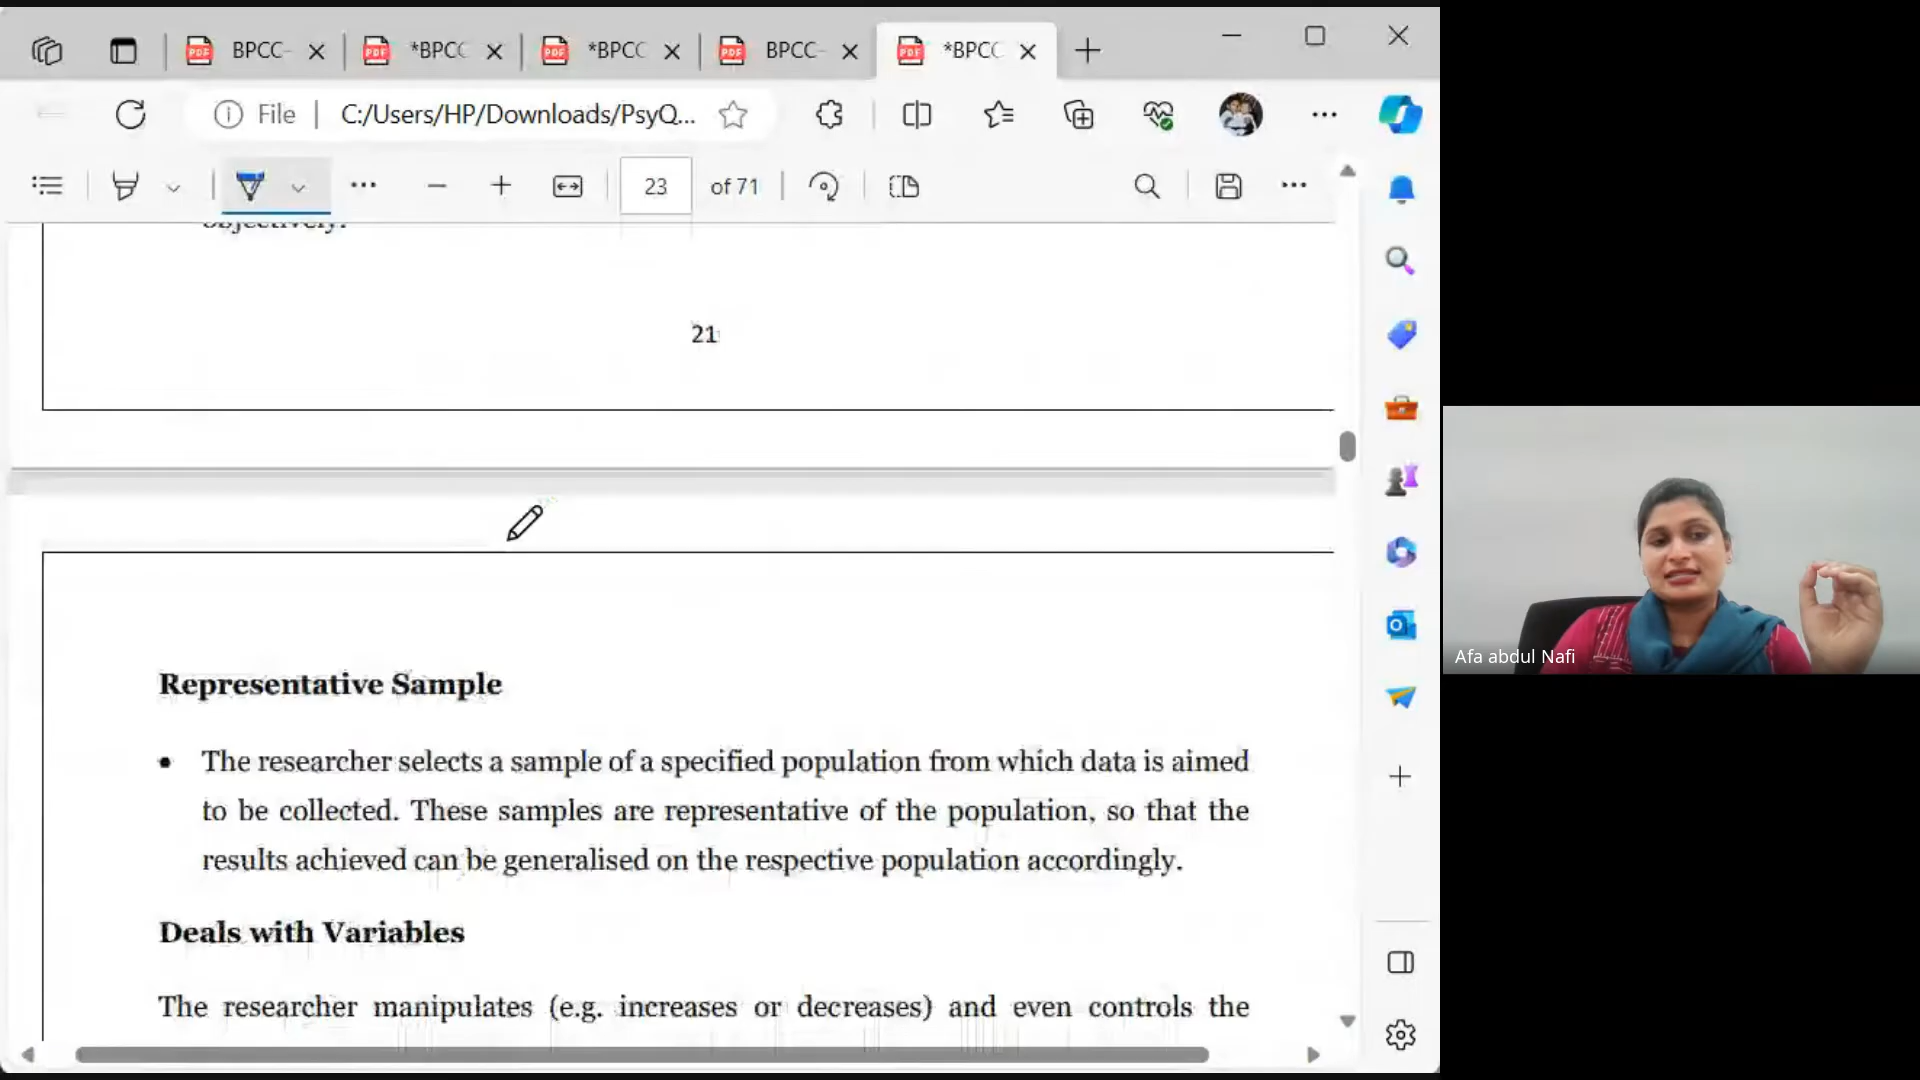 BPCC-
*BPCC
*BPCC
BPCC-
*BPCC
File
C:/Users/HP/Downloads/PsyQ...
23
of 71
objectively.
21
Representative Sample
• The researcher selects a sample of a specified population from which data is aimed
to be collected. These samples are representative of the population, so that the
results achieved can be generalised on the respective population accordingly.
Deals with Variables
The researcher manipulates (e.g. increases or decreases) and even controls the
Afa abdul Nafi